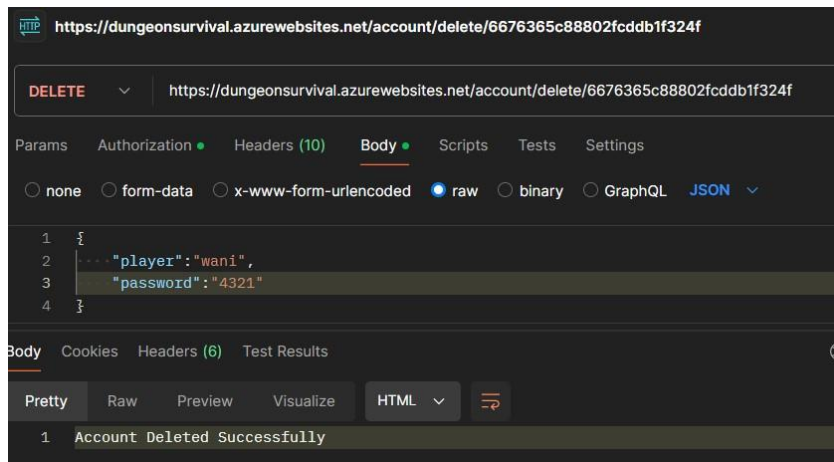 HTTP https://dungeonsurvival.azurewebsites.net/account/delete/6676365c88802fcddb1f324f
DELETE https://dungeonsurvival.azurewebsites.net/account/delete/6676365c88802fcddb1f324f
Params Authorization Headers (10) Body Scripts Tests Settings
none form-data x-www-form-urlencoded raw binary GraphQL JSON
1 {
2 "player":"wani",
3 "password":"4321"
4 }
Body Cookies Headers (6) Test Results
Pretty Raw Preview Visualize HTML
1 Account Deleted Successfully